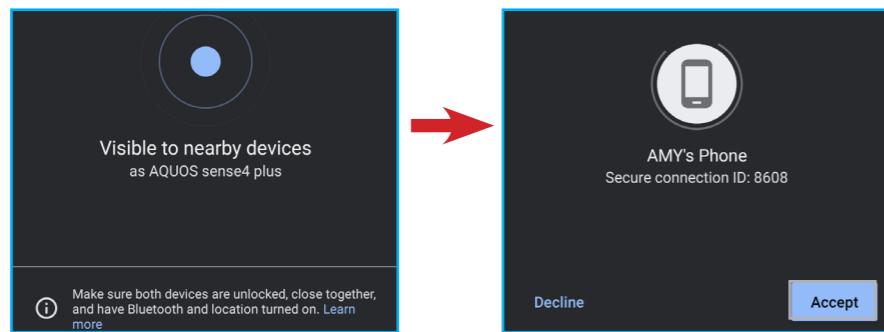 Visible to nearby devices
as AQUOS sense4 plus
Make sure both devices are unlocked, close together,
and have Bluetooth and location turned on. Learn
more
AMY's Phone
Secure connection ID: 8608
Decline
Accept